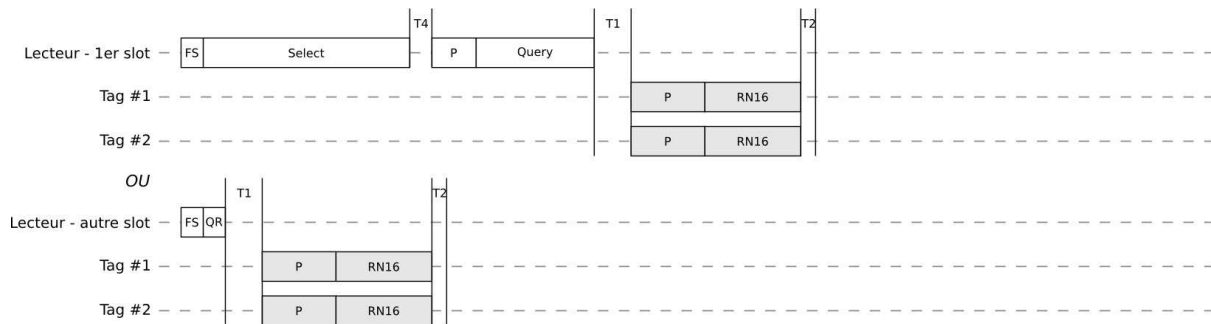 T4 T1 T2
Lecteur - 1er slot FS Select P Query
Tag #1 P RN16
Tag #2 P RN16
OU
T1 T2
Lecteur - autre slot FS QR
Tag #1 P RN16
Tag #2 P RN16